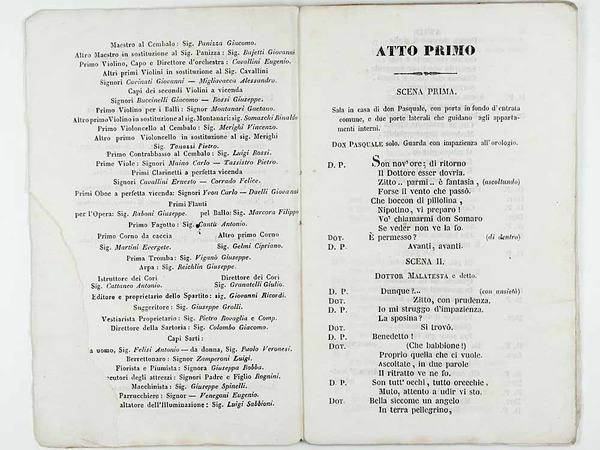 Maestro al Cembalo: Sig. Panizza Giacomo.
Altro Maestro in sostituzione al Sig. Panizza: Sig. Bajetti Giovanni
Primo Violino, Capo e Direttore d'orchestra: Cavallini Eugenio.
Altri primi Violini in sostituzione al Sig. Cavallini
Signori Cavinati Giovanni — Migliavacca Alessandro.
Capi dei secondi Violini a vicenda
Signori Buccinelli Giacomo — Rossi Giuseppe.
Primo Violino per i Balli: Signor Montanari Gaetano.
Altro primo Violino in sostituzione al sig. Montanari: sig. Somaschi Rinaldo
Primo Violoncello al Cembalo: Sig. Merighi Vincenzo.
Altro primo Violoncello in sostituzione al sig. Merighi
Sig. Tonassi Pietro.
Primo Contrabbasso al Cembalo: Sig. Luigi Rossi.
Prime Viole: Signori Maino Carlo — Tassistro Pietro.
Primi Clarinetti a perfetta vicenda
Signori Cavallini Ernesto — Corrado Felice.
Primi Oboe a perfetta vicenda: Signori Yvon Carlo — Daelli Giovanni
Primi Flauti
per l'Opera: Sig. Raboni Giuseppe. pel Ballo: Sig. Marcora Filippo
Primo Fagotto: Sig. Cantù Antonio.
Primo Corno da caccia Altro primo Corno
Sig. Martini Evergete. Sig. Gelmi Cipriano.
Prima Tromba: Sig. Viganò Giuseppe.
Arpa: Sig. Reichlin Giuseppe.
Istruttore dei Cori Direttore dei Cori
Sig. Cattaneo Antonio. Sig. Granatelli Giulio.
Editore e proprietario dello Spartito: sig. Giovanni Ricordi.
Suggeritore: Sig. Giuseppe Grolli.
Vestiarista Proprietario: Sig. Pietro Rovaglia e Comp.
Direttore della Sartoria: Sig. Colombo Giacomo.
Capi Sarti:
a uomo, Sig. Felisi Antonio — da donna, Sig. Paolo Veronesi.
Berrettonaro: Signor Zamperoni Luigi.
Fiorista e Piumista: Signora Giuseppa Robba.
ecutori degli attrezzi: Signori Padre e Figlio Rognini.
Macchinista: Sig. Giuseppe Spinelli.
Parrucchiere: Signor — Venegoni Eugenio.
altatore dell'Illuminazione: Sig. Luigi Sabbioni.
ATTO PRIMO
SCENA PRIMA.
Sala in casa di don Pasquale, con porta in fondo d'entrata
comune, e due porte laterali che guidano agli apparta-
menti interni.
DON PASQUALE solo. Guarda con impazienza all'orologio.
D. P. Son nov'ore; di ritorno
Il Dottore esser dovria.
Zitto.. parmi.. è fantasia, (ascoltando)
Forse il vento che passò.
Che boccon di pillolina,
Nipotino, vi preparo!
Vo' chiamarmi don Somaro
Se veder non ve la fo.
DOT. È permesso? (di dentro)
D. P. Avanti, avanti.
SCENA II.
DOTTOR MALATESTA e detto.
D. P. Dunque?... (con ansietà)
DOT. Zitto, con prudenza.
D. P. Io mi struggo d'impazienza.
La sposina?
DOT. Si trovò.
D. P. Benedetto!
DOT. (Che babbione!)
Proprio quella che ci vuole.
Ascoltate, in due parole
Il ritratto ve ne fo.
D. P. Son tutt'occhi, tutto orecchie,
Muto, attento a udir vi sto.
DOT. Bella siccome un angelo
In terra pellegrino,